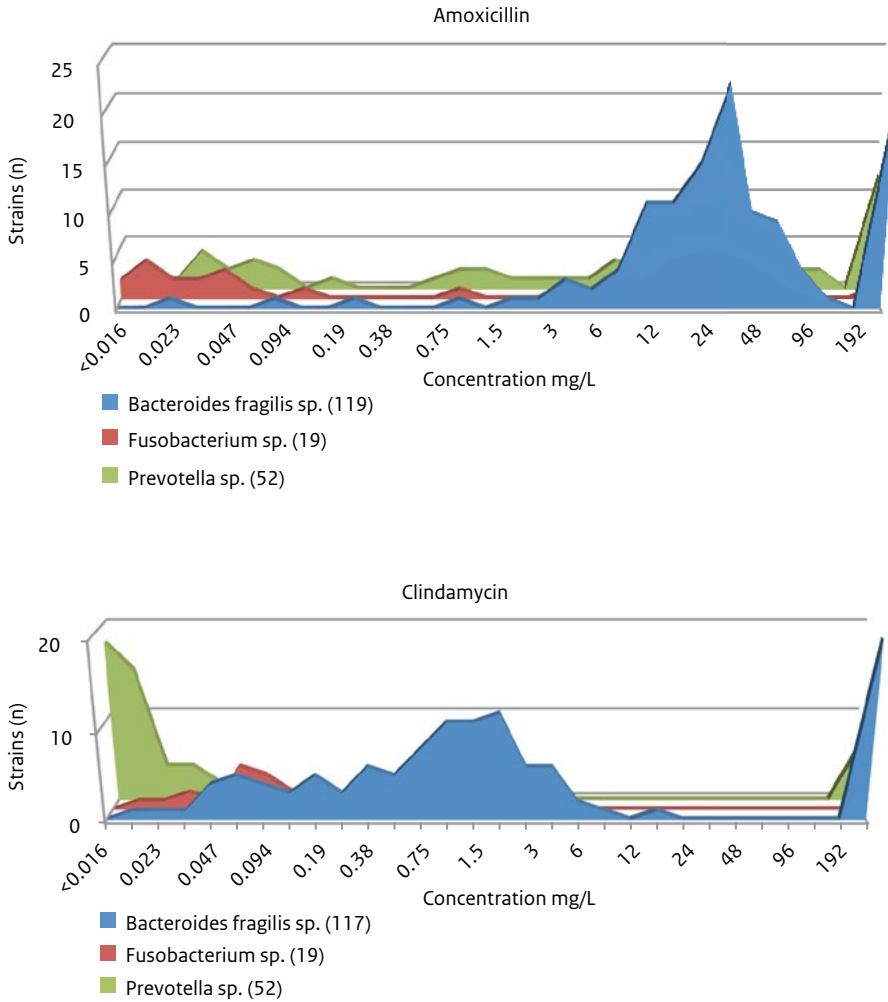 Amoxicillin
25
20
15
10
5
0
Strains (n)
<0.016 0.023 0.047 0.094 0.19 0.38 0.75 1.5 3 6 12 24 48 96 192
Concentration mg/L
Bacteroides fragilis sp. (119)
Fusobacterium sp. (19)
Prevotella sp. (52)
Clindamycin
20
10
0
Strains (n)
<0.016 0.023 0.047 0.094 0.19 0.38 0.75 1.5 3 6 12 24 48 96 192
Concentration mg/L
Bacteroides fragilis sp. (117)
Fusobacterium sp. (19)
Prevotella sp. (52)